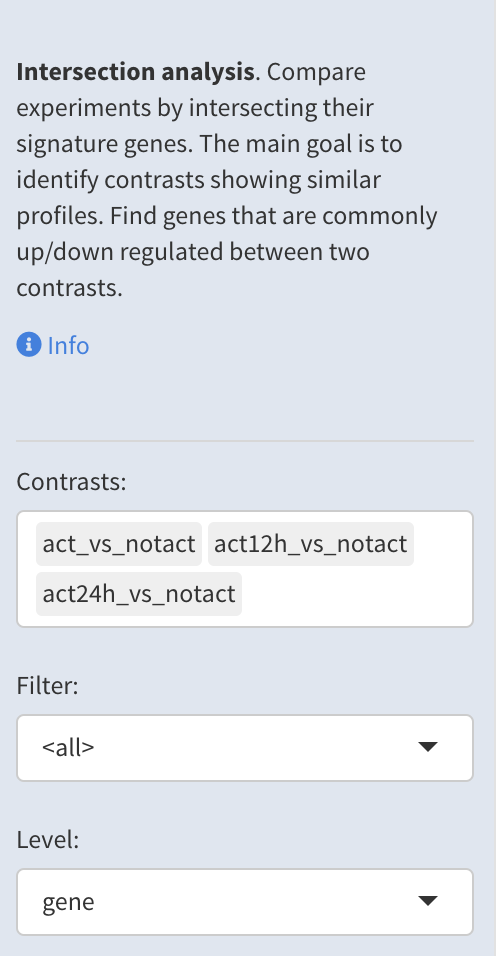 Intersection analysis. Compare
experiments by intersecting their
signature genes. The main goal is to
identify contrasts showing similar
profiles. Find genes that are commonly
up/down regulated between two
contrasts.
Info
Contrasts:
act_vs_notact act12h_vs_notact
act24h_vs_notact
Filter:
<all>
Level:
gene